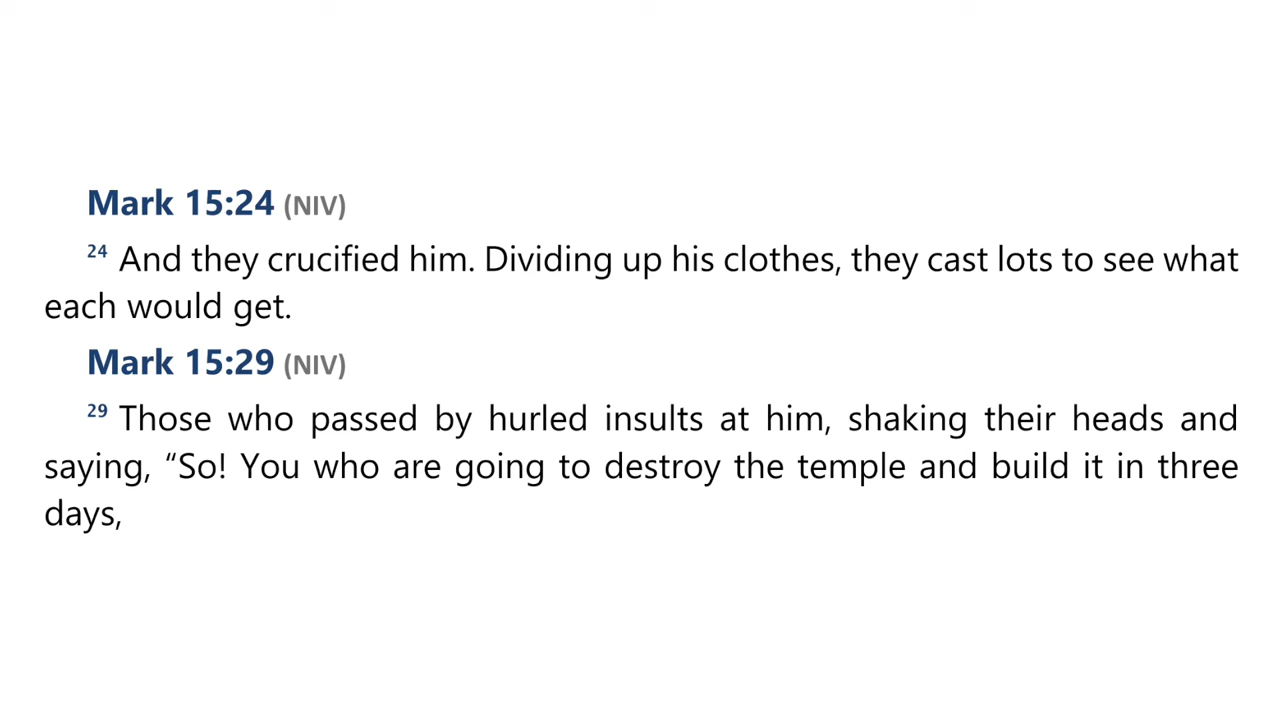 Mark 15:24 (NIV)
24 And they crucified him. Dividing up his clothes, they cast lots to see what
each would get.
Mark 15:29 (NIV)
29 Those who passed by hurled insults at him, shaking their heads and
saying, “So! You who are going to destroy the temple and build it in three
days,